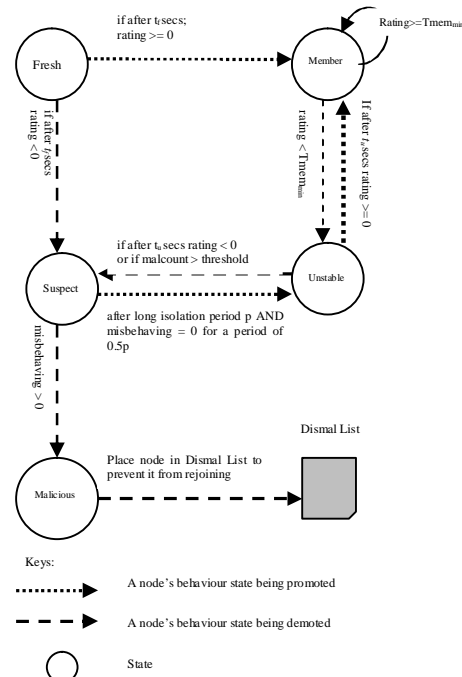 if after tf secs;
rating >= 0
Fresh
Member
Rating>=Tmemmin
if after tf secs
rating <0
rating < Tmemmin
If after tu secs rating >= 0
if after tu secs rating < 0
or if malcount > threshold
Suspect
Unstable
after long isolation period p AND
misbehaving = 0 for a period of
0.5p
misbehaving > 0
Dismal List
Place node in Dismal List to
prevent it from rejoining
Malicious
Keys:
A node's behaviour state being promoted
A node's behaviour state being demoted
State